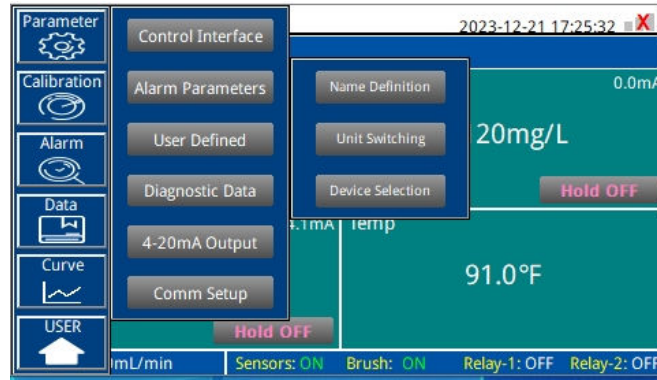 Parameter
Control Interface
2023-12-21 17:25:32
X
Calibration
Alarm Parameters
Name Definition
0.0mA
Alarm
User Defined
Unit Switching
20mg/L
Data
Diagnostic Data
Device Selection
Hold OFF
4-20mA Output
.1mA
Temp
Curve
91.0°F
Comm Setup
USER
Hold OFF
mL/min
Sensors: ON
Brush: ON
Relay-1: OFF
Relay-2: OFF